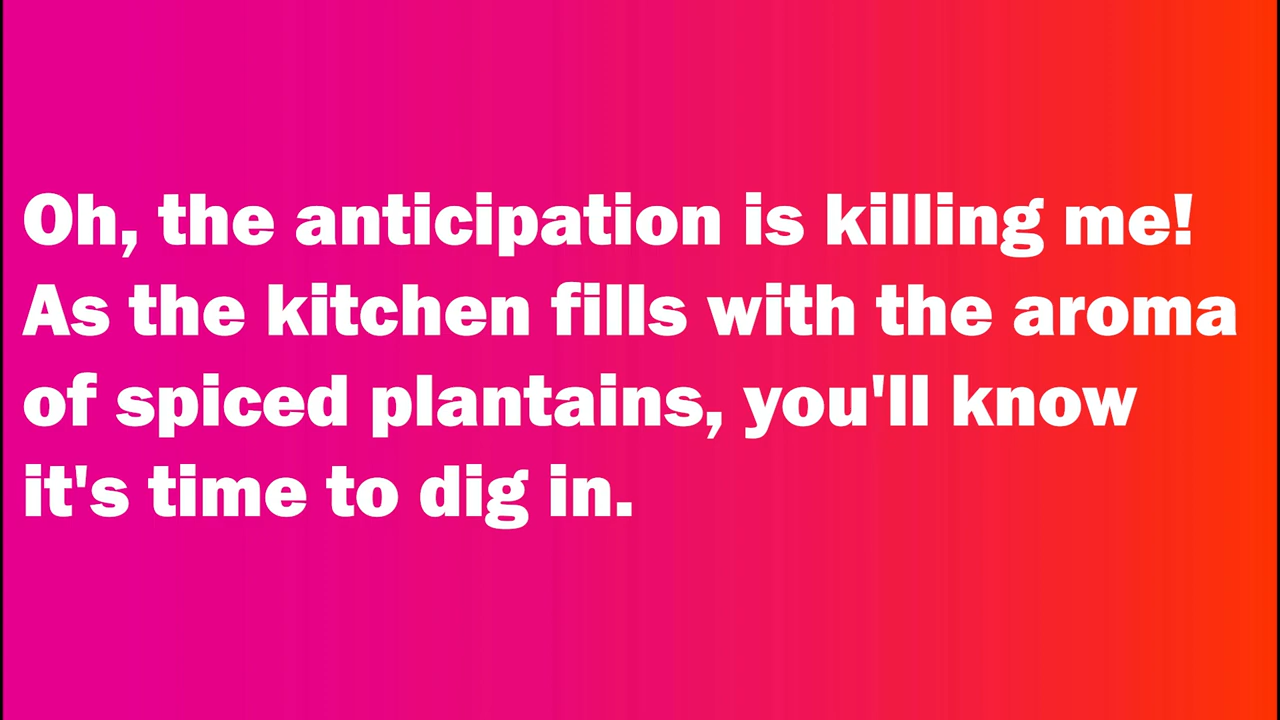 Oh, the anticipation is killing me!
As the kitchen fills with the aroma
of spiced plantains, you'll know
it's time to dig in.